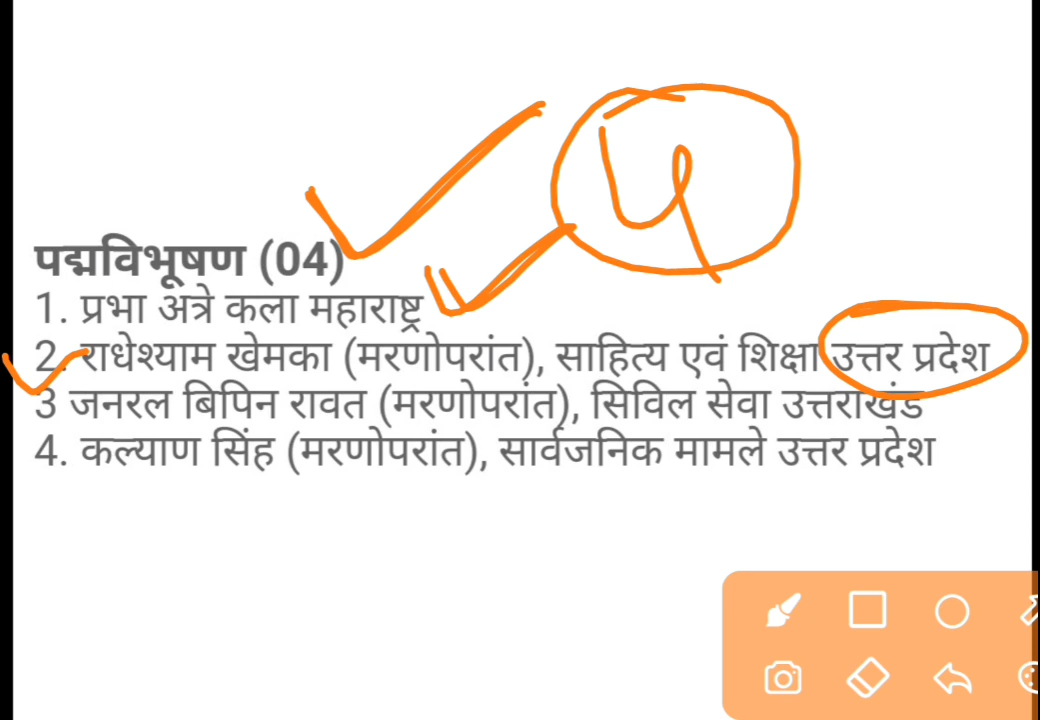 4
पद्मविभूषण (04)
1. प्रभा अत्रे कला महाराष्ट्र
2. राधेश्याम खेमका (मरणोपरांत), साहित्य एवं शिक्षा उत्तर प्रदेश
3 जनरल बिपिन रावत (मरणोपरांत), सिविल सेवा उत्तराखंड
4. कल्याण सिंह (मरणोपरांत), सार्वजनिक मामले उत्तर प्रदेश